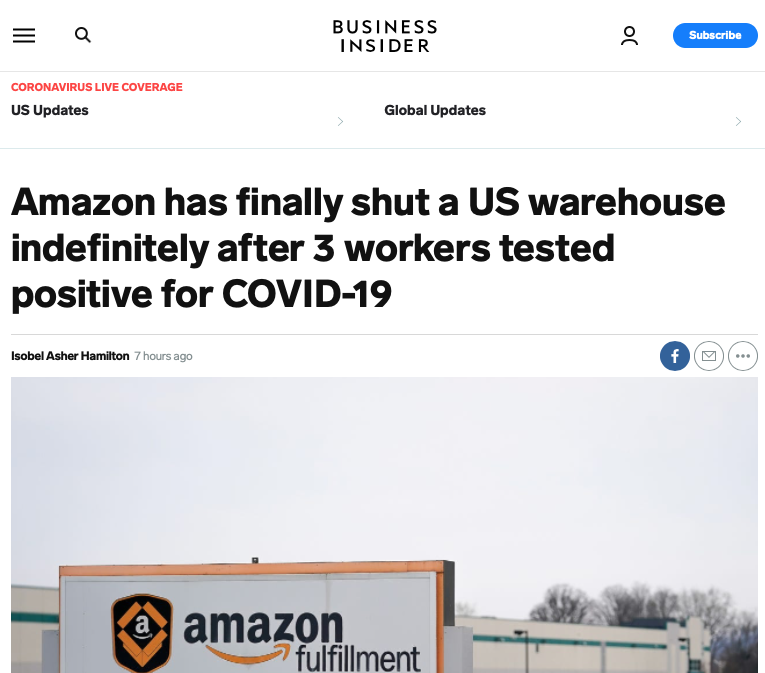 BUSINESS
INSIDER
Subscribe
CORONAVIRUS LIVE COVERAGE
US Updates
Global Updates
Amazon has finally shut a US warehouse
indefinitely after 3 workers tested
positive for COVID-19
Isobel Asher Hamilton 7 hours ago
f
a
amazon
fulfillment